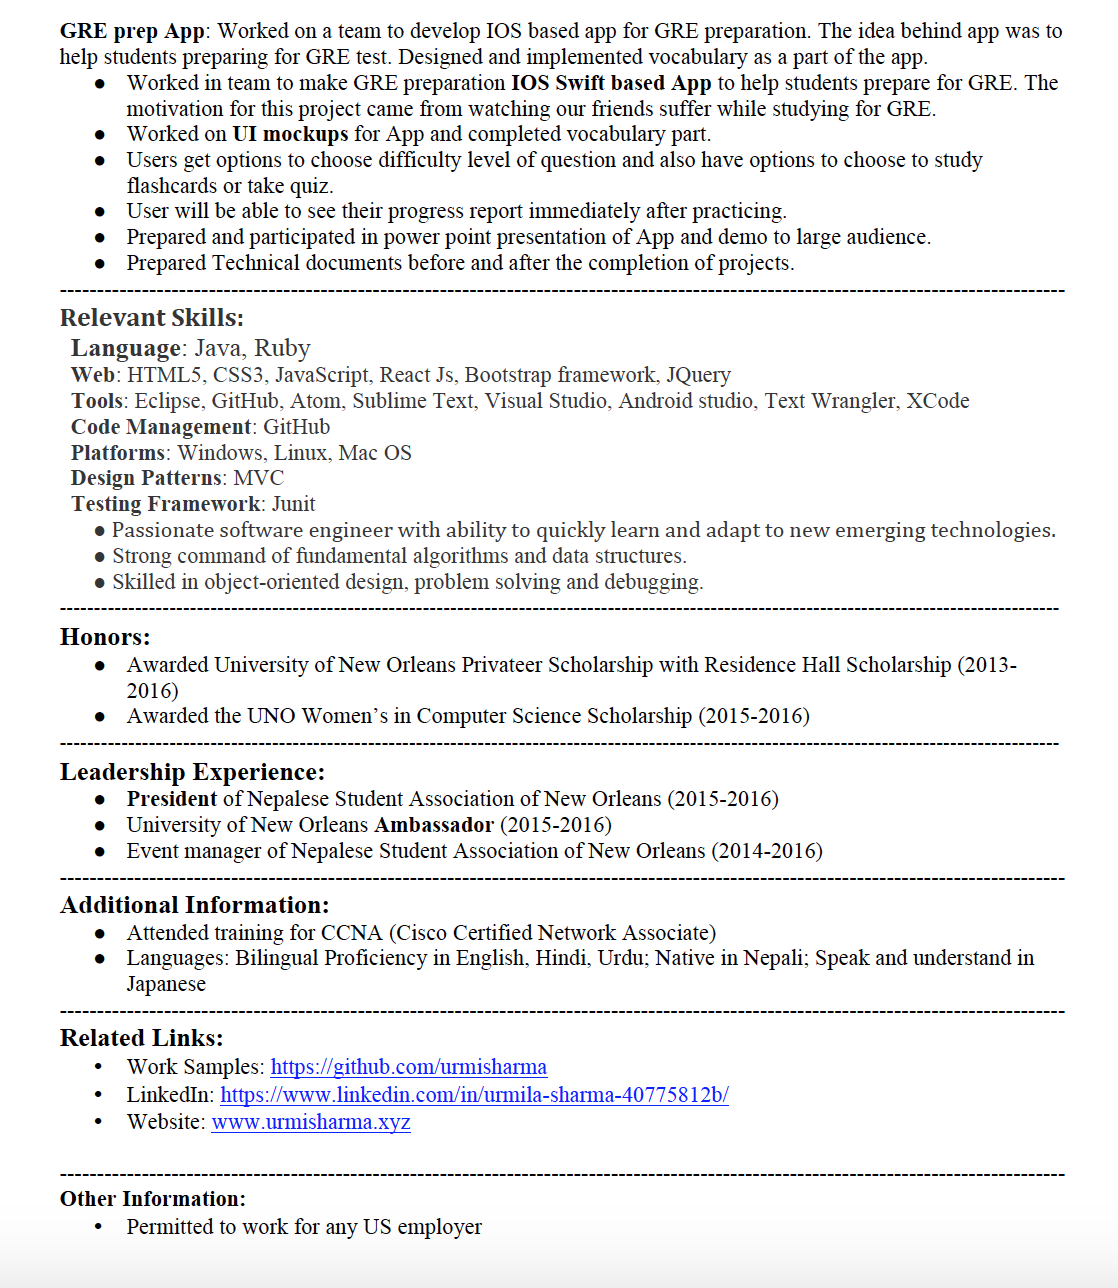 GRE prep App: Worked on a team to develop IOS based app for GRE preparation. The idea behind app was to
help students preparing for GRE test. Designed and implemented vocabulary as a part of the app.
● Worked in team to make GRE preparation IOS Swift based App to help students prepare for GRE. The
motivation for this project came from watching our friends suffer while studying for GRE.
● Worked on UI mockups for App and completed vocabulary part.
● Users get options to choose difficulty level of question and also have options to choose to study
flashcards or take quiz.
● User will be able to see their progress report immediately after practicing.
● Prepared and participated in power point presentation of App and demo to large audience.
● Prepared Technical documents before and after the completion of projects.
Relevant Skills:
Language: Java, Ruby
Web: HTML5, CSS3, JavaScript, React Js, Bootstrap framework, JQuery
Tools: Eclipse, GitHub, Atom, Sublime Text, Visual Studio, Android studio, Text Wrangler, XCode
Code Management: GitHub
Platforms: Windows, Linux, Mac OS
Design Patterns: MVC
Testing Framework: Junit
● Passionate software engineer with ability to quickly learn and adapt to new emerging technologies.
● Strong command of fundamental algorithms and data structures.
● Skilled in object-oriented design, problem solving and debugging.
Honors:
● Awarded University of New Orleans Privateer Scholarship with Residence Hall Scholarship (2013-
2016)
● Awarded the UNO Women’s in Computer Science Scholarship (2015-2016)
Leadership Experience:
● President of Nepalese Student Association of New Orleans (2015-2016)
● University of New Orleans Ambassador (2015-2016)
● Event manager of Nepalese Student Association of New Orleans (2014-2016)
Additional Information:
● Attended training for CCNA (Cisco Certified Network Associate)
● Languages: Bilingual Proficiency in English, Hindi, Urdu; Native in Nepali; Speak and understand in
Japanese
Related Links:
• Work Samples: https://github.com/urmisharma
• LinkedIn: https://www.linkedin.com/in/urmila-sharma-40775812b/
• Website: www.urmisharma.xyz
Other Information:
• Permitted to work for any US employer